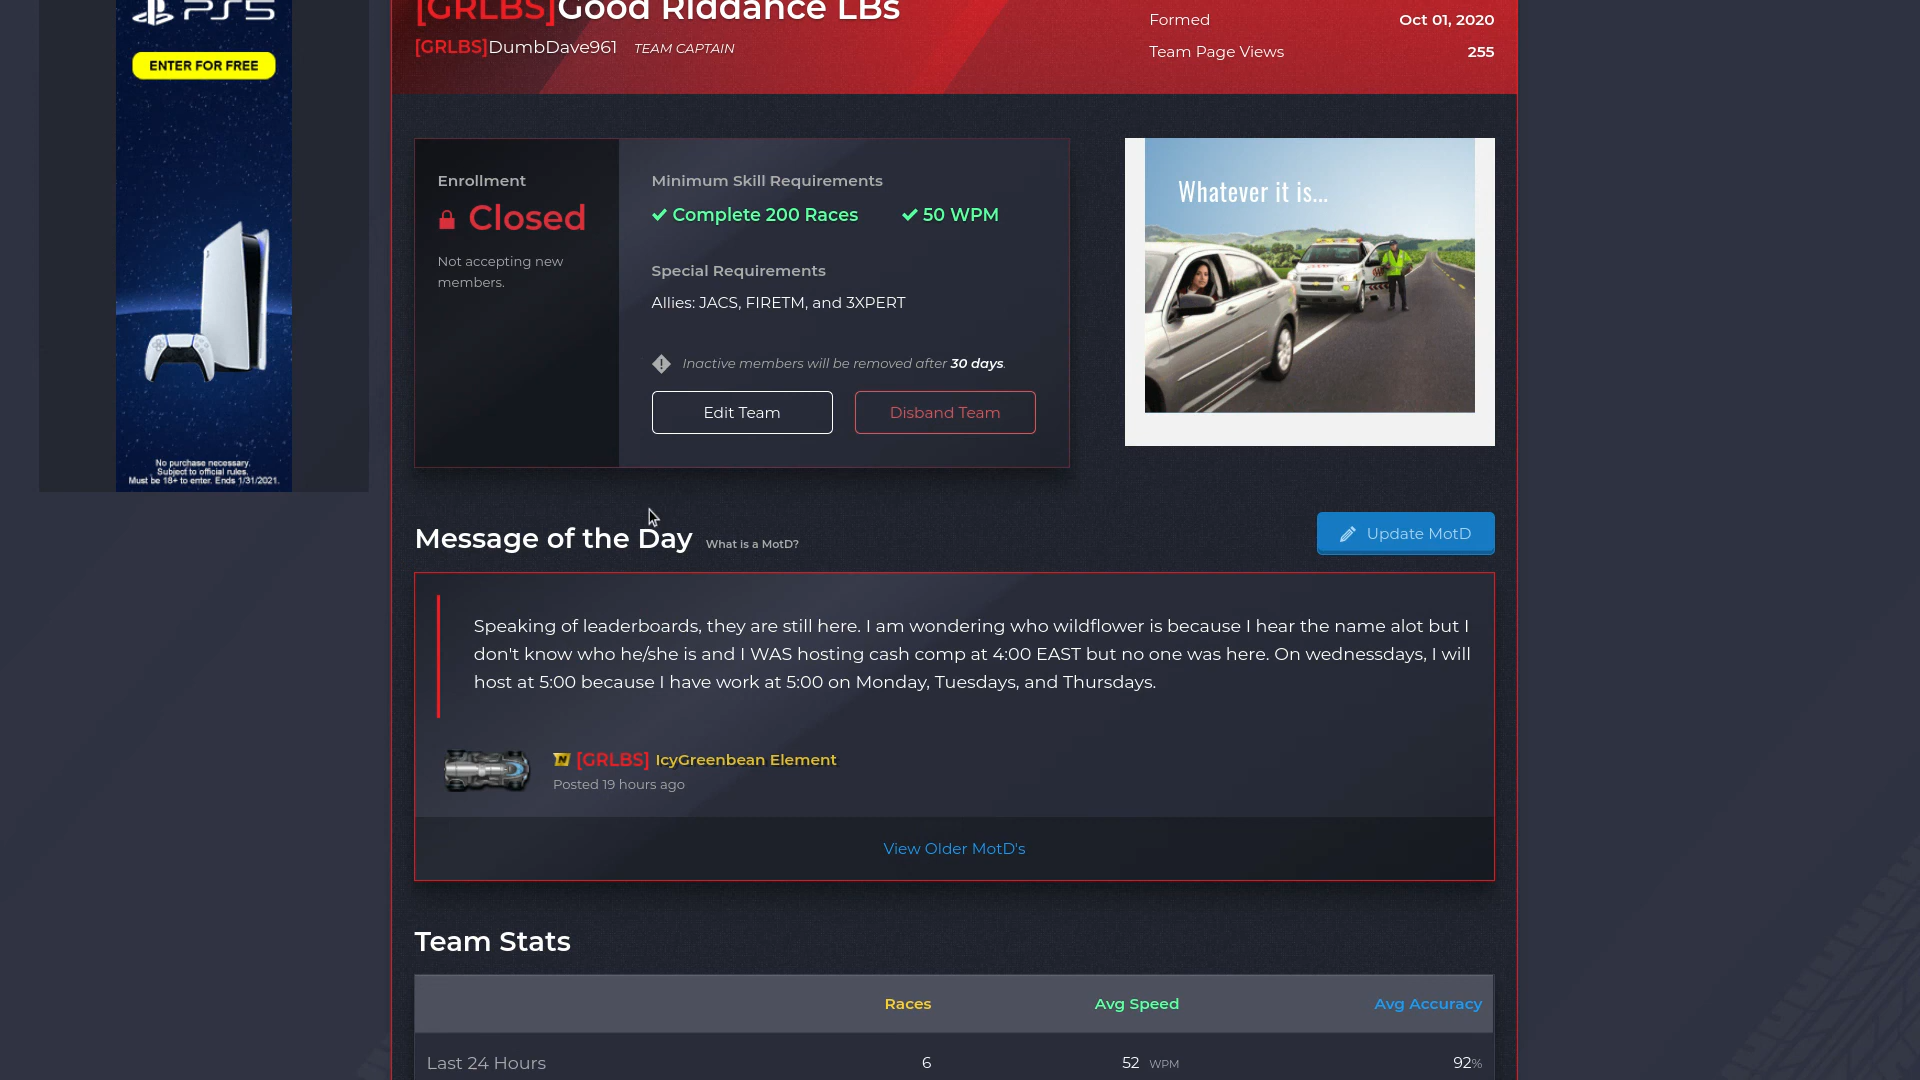 PS5
ENTER FOR FREE
No purchase necessary.
Subject to official rules.
Must be 18+ to enter. Ends 1/31/2021.
[GRLBS]Good Riddance LBs
[GRLBS]DumbDave961 TEAM CAPTAIN
Formed Oct 01, 2020
Team Page Views 255
Enrollment
Closed
Not accepting new
members.
Minimum Skill Requirements
Complete 200 Races 50 WPM
Special Requirements
Allies: JACS, FIRETM, and 3XPERT
Inactive members will be removed after 30 days.
Edit Team Disband Team
Whatever it is...
Message of the Day What is a MotD?
Update MotD
Speaking of leaderboards, they are still here. I am wondering who wildflower is because I hear the name alot but I
don't know who he/she is and I WAS hosting cash comp at 4:00 EAST but no one was here. On wednessdays, I will
host at 5:00 because I have work at 5:00 on Monday, Tuesdays, and Thursdays.
N [GRLBS] IcyGreenbean Element
Posted 19 hours ago
View Older MotD's
Team Stats
Races Avg Speed Avg Accuracy
Last 24 Hours 6 52 WPM 92%